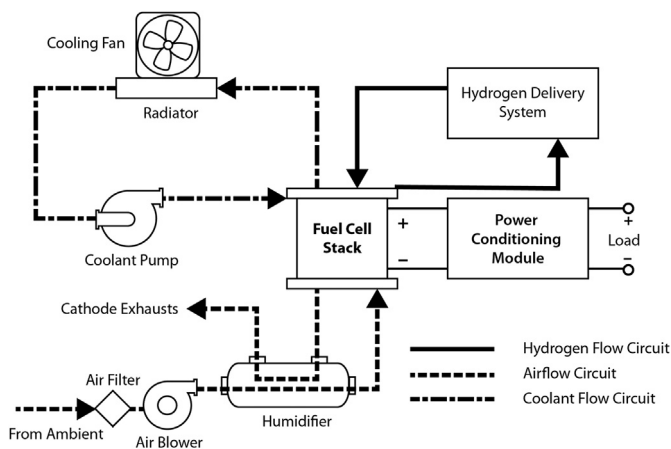 Cooling Fan
Radiator
Hydrogen Delivery
System
Coolant Pump
Fuel Cell
Stack
+
−
Power
Conditioning
Module
+
Load
−
Cathode Exhausts
Hydrogen Flow Circuit
Airflow Circuit
Coolant Flow Circuit
Air Filter
From Ambient
Air Blower
Humidifier